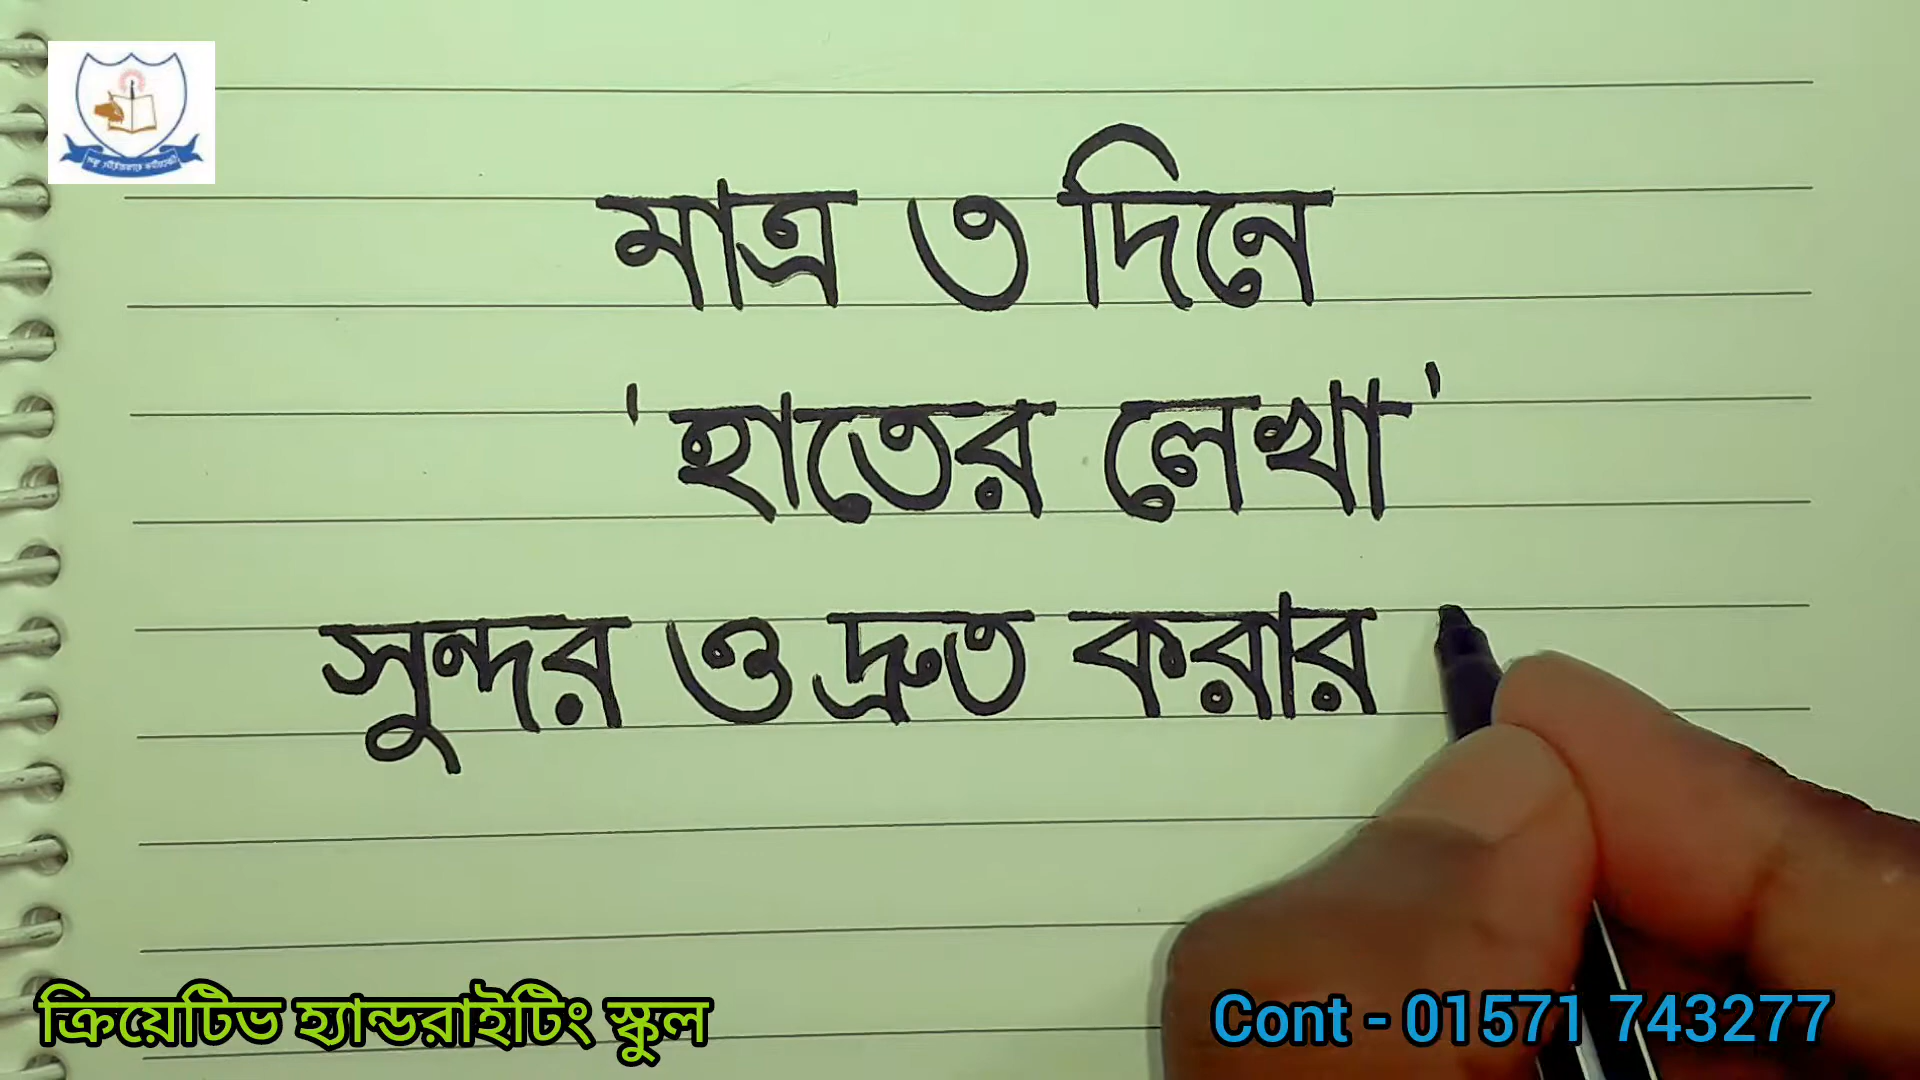 মাত্র ৩ দিনে
'হাতের লেখা'
সুন্দর ও দ্রুত করার
ক্রিয়েটিভ হ্যান্ডরাইটিং স্কুল
Cont - 01571 743277